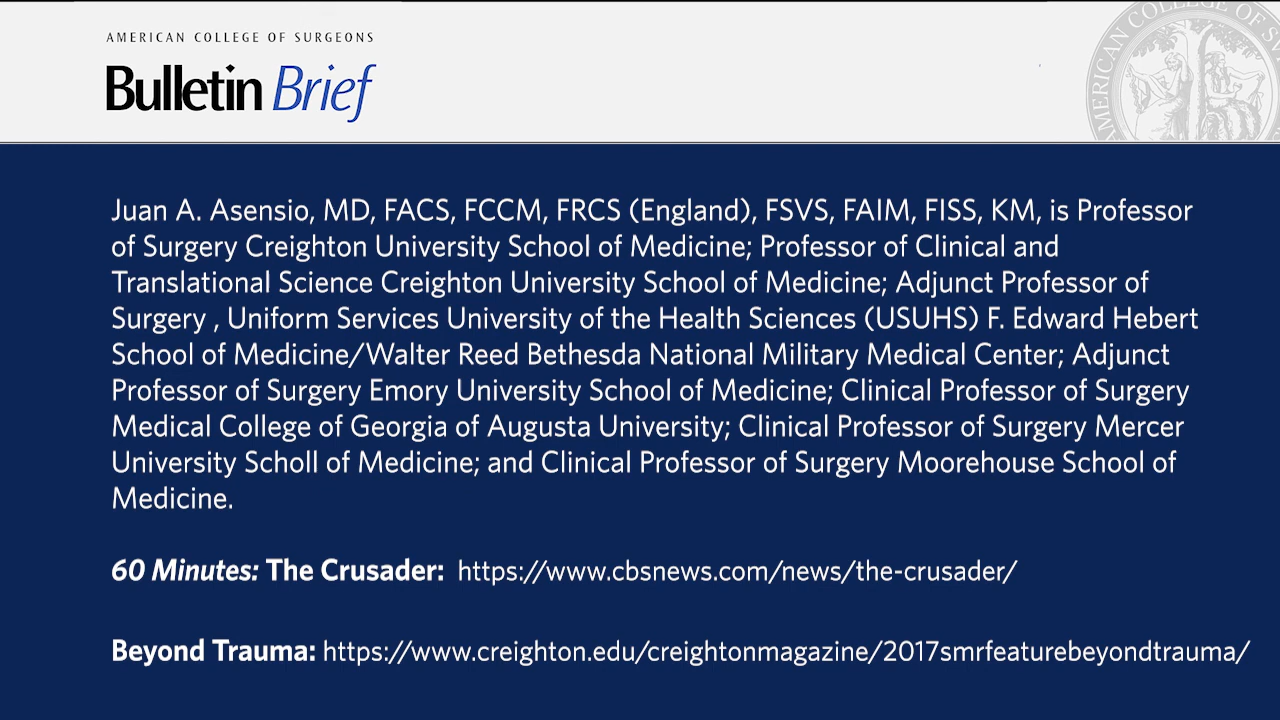 AMERICAN COLLEGE OF SURGEONS
Bulletin Brief
AMERICAN COLLEGE OF
Juan A. Asensio, MD, FACS, FCCM, FRCS (England), FSVS, FAIM, FISS, KM, is Professor
of Surgery Creighton University School of Medicine; Professor of Clinical and
Translational Science Creighton University School of Medicine; Adjunct Professor of
Surgery , Uniform Services University of the Health Sciences (USUHS) F. Edward Hebert
School of Medicine/Walter Reed Bethesda National Military Medical Center; Adjunct
Professor of Surgery Emory University School of Medicine; Clinical Professor of Surgery
Medical College of Georgia of Augusta University; Clinical Professor of Surgery Mercer
University Scholl of Medicine; and Clinical Professor of Surgery Moorehouse School of
Medicine.
60 Minutes: The Crusader: https://www.cbsnews.com/news/the-crusader/
Beyond Trauma: https://www.creighton.edu/creightonmagazine/2017smrfeaturebeyondtrauma/